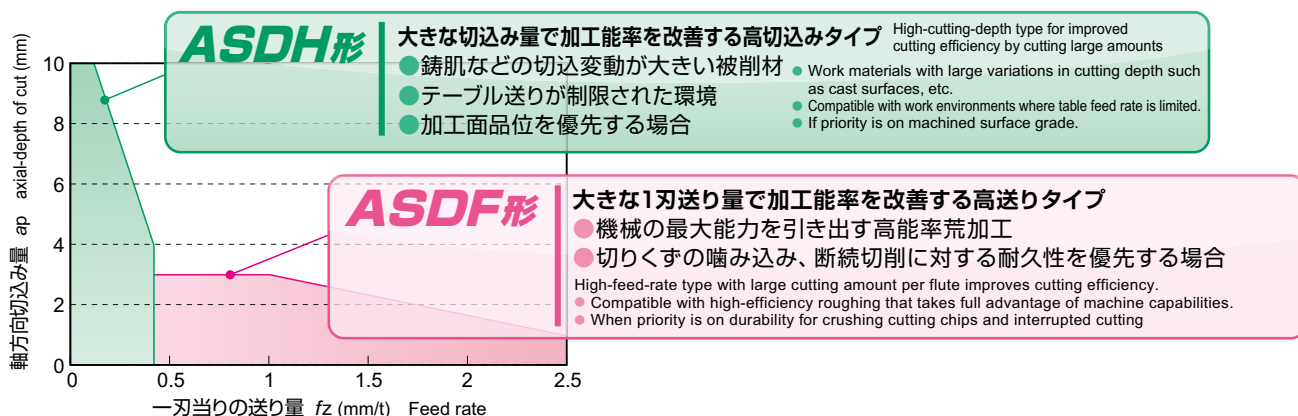 ASDH形
大きな切込み量で加工能率を改善する高切込みタイプ
●鋳肌などの切込変動が大きい被削材
●テーブル送りが制限された環境
●加工面品位を優先する場合
High-cutting-depth type for improved
cutting efficiency by cutting large amounts
● Work materials with large variations in cutting depth such
as cast surfaces, etc.
● Compatible with work environments where table feed rate is limited.
● If priority is on machined surface grade.
ASDF形
大きな1刃送り量で加工能率を改善する高送りタイプ
●機械の最大能力を引き出す高能率荒加工
●切りくずの噛み込み、断続切削に対する耐久性を優先する場合
High-feed-rate type with large cutting amount per flute improves cutting efficiency.
● Compatible with high-efficiency roughing that takes full advantage of machine capabilities.
● When priority is on durability for crushing cutting chips and interrupted cutting
軸方向切込み量 ap axial-depth of cut (mm)
10
8
6
4
2
0
0 0.5 1 1.5 2 2.5
一刃当りの送り量 fz (mm/t) Feed rate